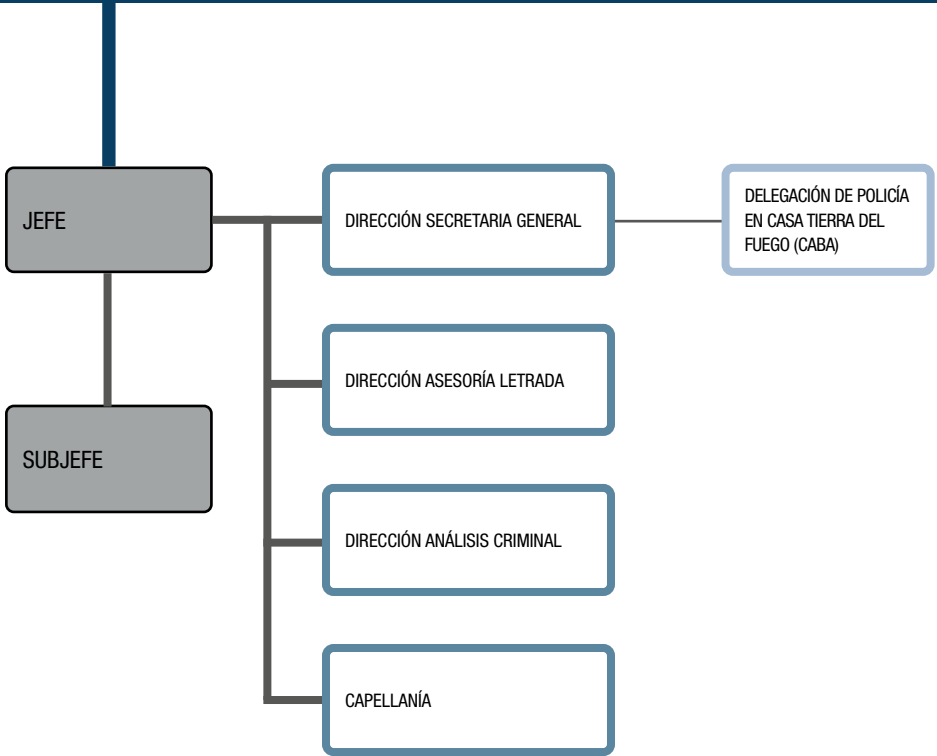 JEFE
DIRECCIÓN SECRETARIA GENERAL
DELEGACIÓN DE POLICÍA
EN CASA TIERRA DEL
FUEGO (CABA)
DIRECCIÓN ASESORÍA LETRADA
SUBJEFE
DIRECCIÓN ANÁLISIS CRIMINAL
CAPELLANÍA